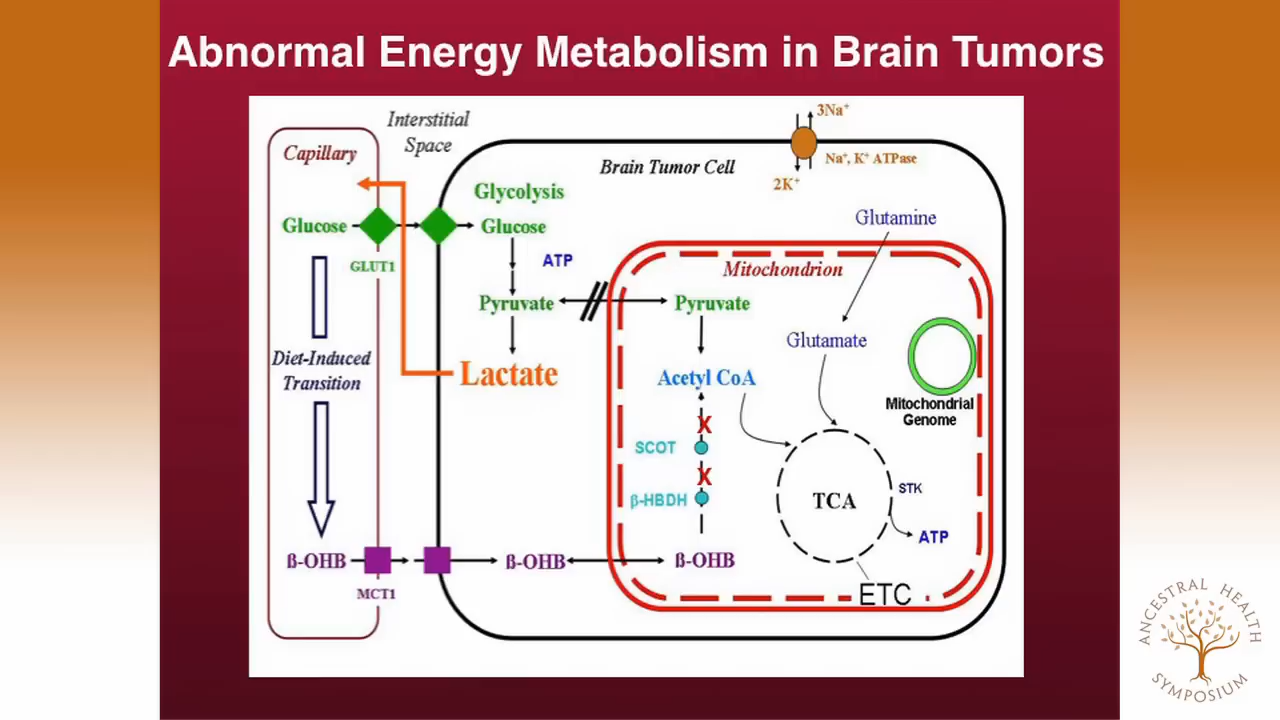 Abnormal Energy Metabolism in Brain Tumors
Interstitial
Space
Capillary
Brain Tumor Cell
3Na⁺
Na⁺, K⁺ ATPase
2K⁺
Glycolysis
Glucose
Glucose
GLUT1
ATP
Glutamine
Mitochondrion
Pyruvate
Pyruvate
Glutamate
Diet-Induced
Transition
Lactate
Acetyl CoA
Mitochondrial
Genome
X
SCOT
X
β-HBDH
TCA
STK
ATP
ß-OHB
ß-OHB
ß-OHB
MCT1
ETC
ANCESTRAL HEALTH
SYMPOSIUM